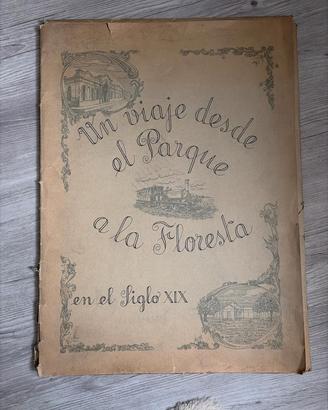 Un viaje desde
el Parque
a la Floresta
en el Siglo XIX